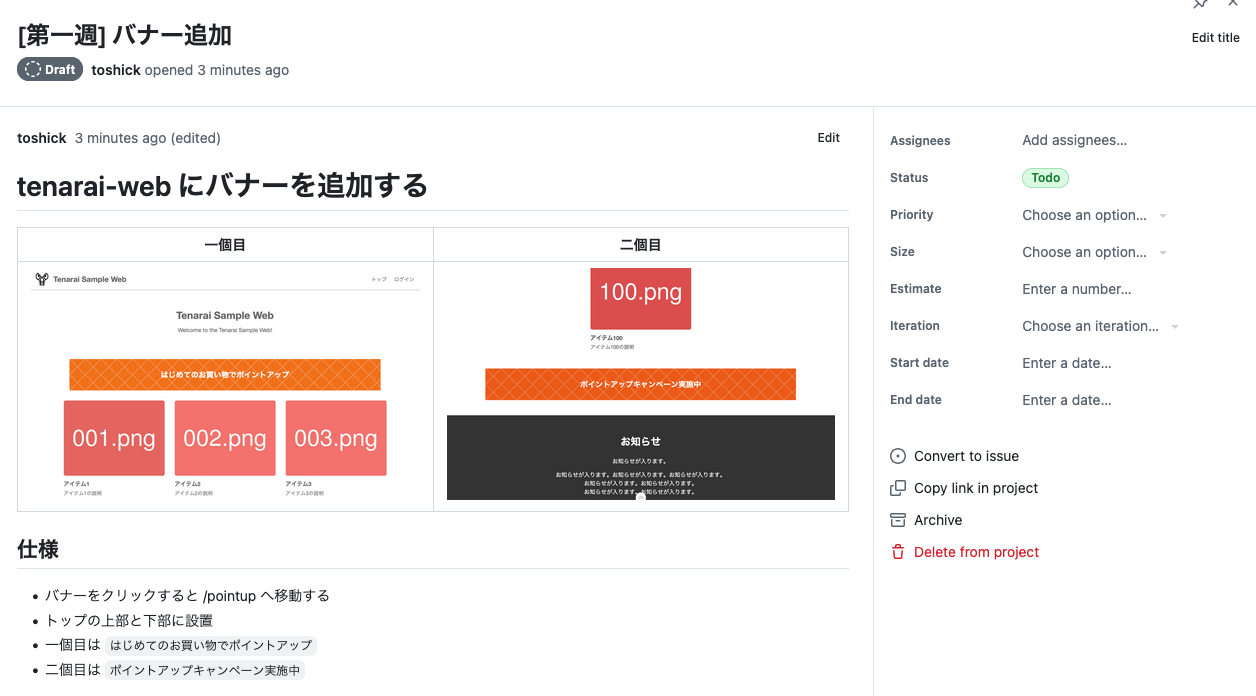 [第一週] バナー追加
Edit title
Draft toshick opened 3 minutes ago
toshick 3 minutes ago (edited)
Edit
tenarai-web にバナーを追加する
一個目 二個目
Tenarai Sample Web トップ ログイン
Tenarai Sample Web
Welcome to the Tenarai Sample Web!
はじめてのお買い物でポイントアップ
001.png 002.png 003.png
アイテム1 アイテム2 アイテム3
アイテム1の説明 アイテム2の説明 アイテム3の説明
100.png
アイテム100
アイテム100の説明
ポイントアップキャンペーン実施中
お知らせ
お知らせが入ります。
お知らせが入ります。お知らせが入ります。お知らせが入ります。
お知らせが入ります。お知らせが入ります。
お知らせが入ります。お知らせが入ります。
仕様
• バナーをクリックすると /pointup へ移動する
• トップの上部と下部に設置
• 一個目は はじめてのお買い物でポイントアップ
• 二個目は ポイントアップキャンペーン実施中
Assignees Add assignees...
Status Todo
Priority Choose an option...
Size Choose an option...
Estimate Enter a number...
Iteration Choose an iteration...
Start date Enter a date...
End date Enter a date...
Convert to issue
Copy link in project
Archive
Delete from project